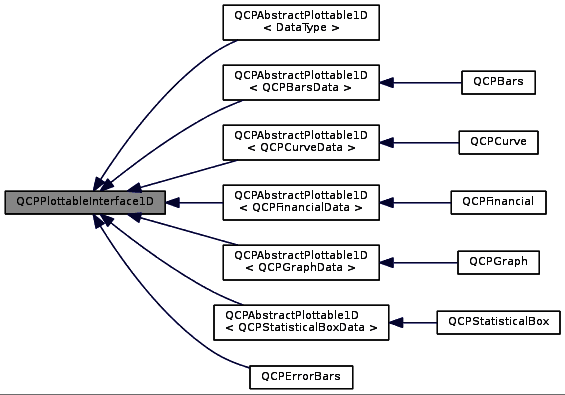 QCPAbstractPlottable1D
< DataType >
QCPAbstractPlottable1D
< QCPBarsData >
QCPBars
QCPAbstractPlottable1D
< QCPCurveData >
QCPCurve
QCPPlottableInterface1D
QCPAbstractPlottable1D
< QCPFinancialData >
QCPFinancial
QCPAbstractPlottable1D
< QCPGraphData >
QCPGraph
QCPAbstractPlottable1D
< QCPStatisticalBoxData >
QCPStatisticalBox
QCPErrorBars